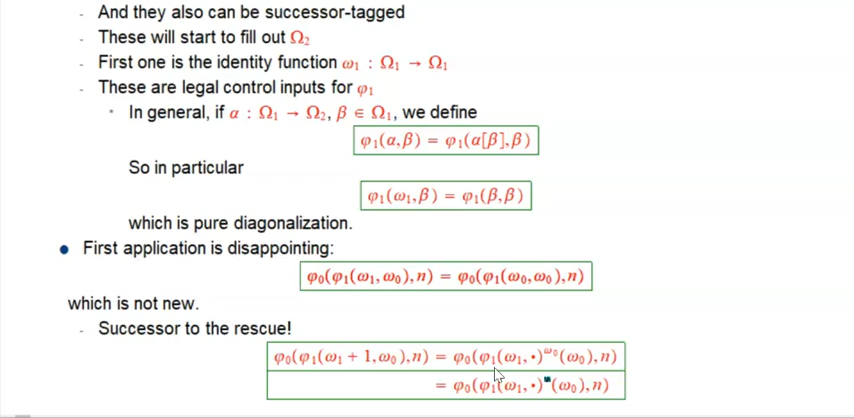 - And they also can be successor-tagged
- These will start to fill out Ω₂
- First one is the identity function ω₁ : Ω₁ → Ω₁
- These are legal control inputs for φ₁
• In general, if α : Ω₁ → Ω₂, β ∈ Ω₁, we define
φ₁(α,β) = φ₁(α[β],β)
So in particular
φ₁(ω₁,β) = φ₁(β,β)
which is pure diagonalization.
• First application is disappointing:
φ₀(φ₁(ω₁,ω₀),n) = φ₀(φ₁(ω₀,ω₀),n)
which is not new.
- Successor to the rescue!
φ₀(φ₁(ω₁ + 1,ω₀),n) = φ₀(φ₁(ω₁,•)^ω₀(ω₀),n)
= φ₀(φ₁(ω₁,•) (ω₀),n)